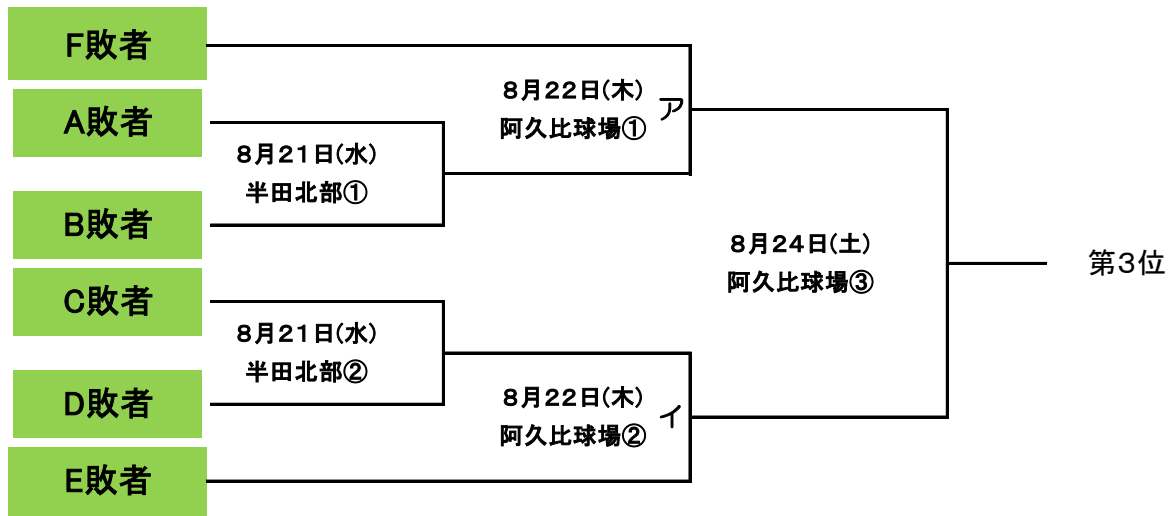 F敗者
8月22日(木)
阿久比球場①
ア
A敗者
8月21日(水)
半田北部①
B敗者
8月24日(土)
阿久比球場③
第3位
C敗者
8月21日(水)
半田北部②
D敗者
8月22日(木)
阿久比球場②
イ
E敗者